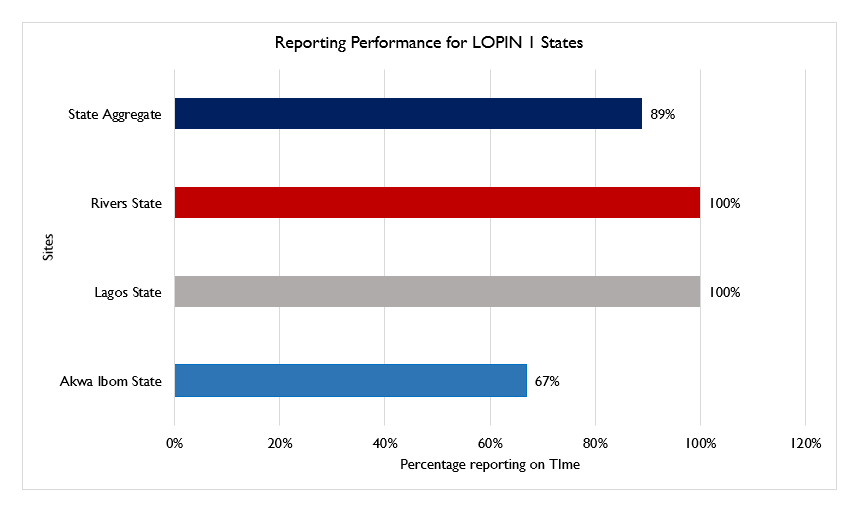 Reporting Performance for LOPIN 1 States
State Aggregate
89%
Rivers State
100%
Sites
Lagos State
100%
Akwa Ibom State
67%
0%
20%
40%
60%
80%
100%
120%
Percentage reporting on TIme